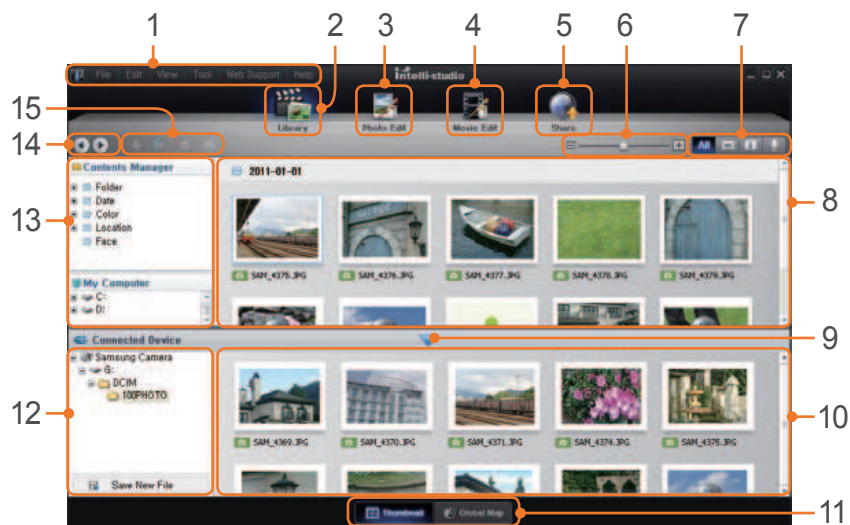 1 2 3 4 5 6 7
File Edit View Tool Web Support Help
Intelli-studio
Library Photo Edit Movie Edit Share
15
14
All
Contents Manager
2011-01-01
Folder
Date
Color
Location
Face
13
8
SAM_4375.JPG SAM_4376.JPG SAM_4377.JPG SAM_4378.JPG SAM_4379.JPG
My Computer
C:
D:
Connected Device
9
Samsung Camera
G:
DCIM
100PHOTO
12
10
SAM_4369.JPG SAM_4370.JPG SAM_4371.JPG SAM_4374.JPG SAM_4375.JPG
Save New File
Thumbnail Global Map
11